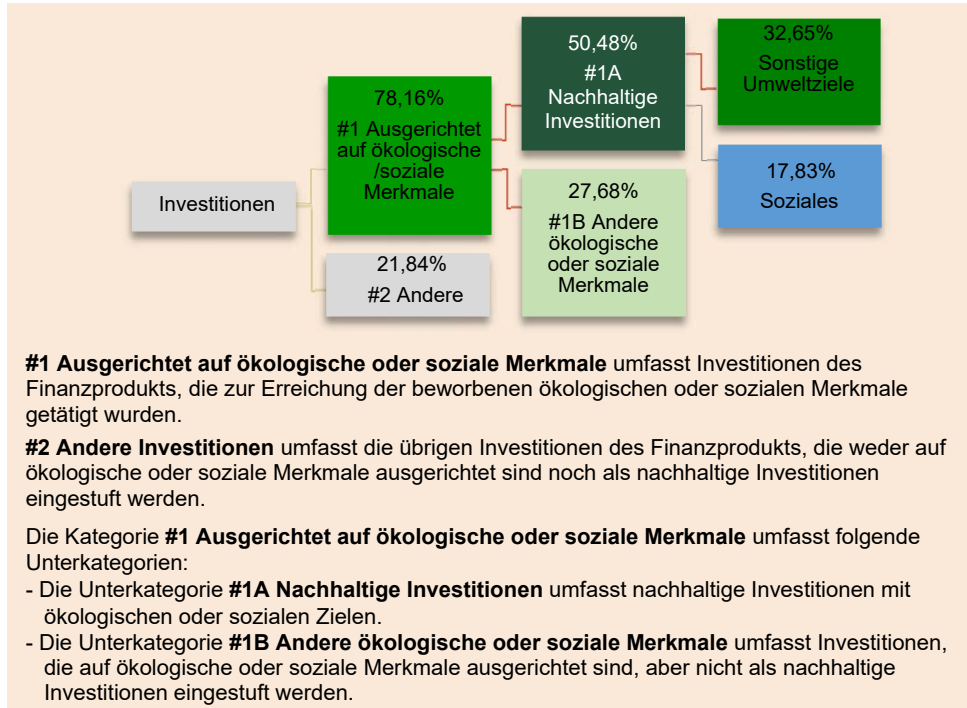 Investitionen
78,16%
#1 Ausgerichtet
auf ökologische
/soziale
Merkmale
21,84%
#2 Andere
50,48%
#1A
Nachhaltige
Investitionen
27,68%
#1B Andere
ökologische
oder soziale
Merkmale
32,65%
Sonstige
Umweltziele
17,83%
Soziales
#1 Ausgerichtet auf ökologische oder soziale Merkmale umfasst Investitionen des
Finanzprodukts, die zur Erreichung der beworbenen ökologischen oder sozialen Merkmale
getätigt wurden.
#2 Andere Investitionen umfasst die übrigen Investitionen des Finanzprodukts, die weder auf
ökologische oder soziale Merkmale ausgerichtet sind noch als nachhaltige Investitionen
eingestuft werden.
Die Kategorie #1 Ausgerichtet auf ökologische oder soziale Merkmale umfasst folgende
Unterkategorien:
- Die Unterkategorie #1A Nachhaltige Investitionen umfasst nachhaltige Investitionen mit
ökologischen oder sozialen Zielen.
- Die Unterkategorie #1B Andere ökologische oder soziale Merkmale umfasst Investitionen,
die auf ökologische oder soziale Merkmale ausgerichtet sind, aber nicht als nachhaltige
Investitionen eingestuft werden.